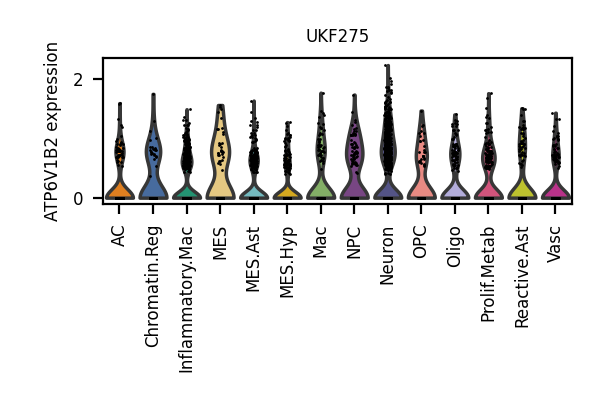 UKF275
ATP6V1B2 expression
2
0
AC
Chromatin.Reg
Inflammatory.Mac
MES
MES.Ast
MES.Hyp
Mac
NPC
Neuron
OPC
Oligo
Prolif.Metab
Reactive.Ast
Vasc